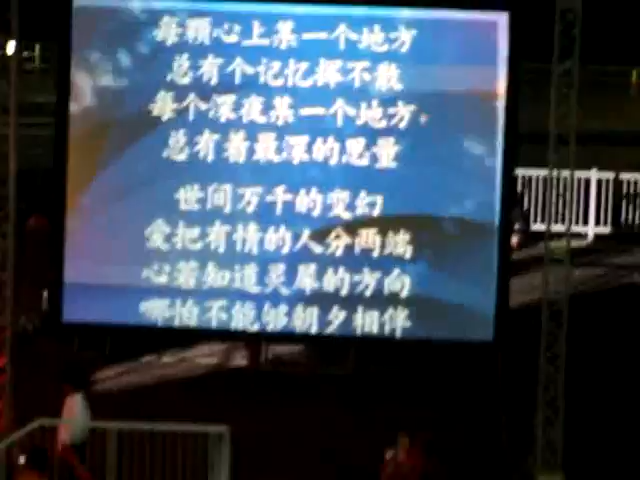 每顆心上某一个地方
总有个记忆挥不散
每个深夜某一个地方,
总有着最深的思量
世间万千的变幻
爱把有情的人分两端
心若知道灵犀的方向
哪怕不能够朝夕相伴